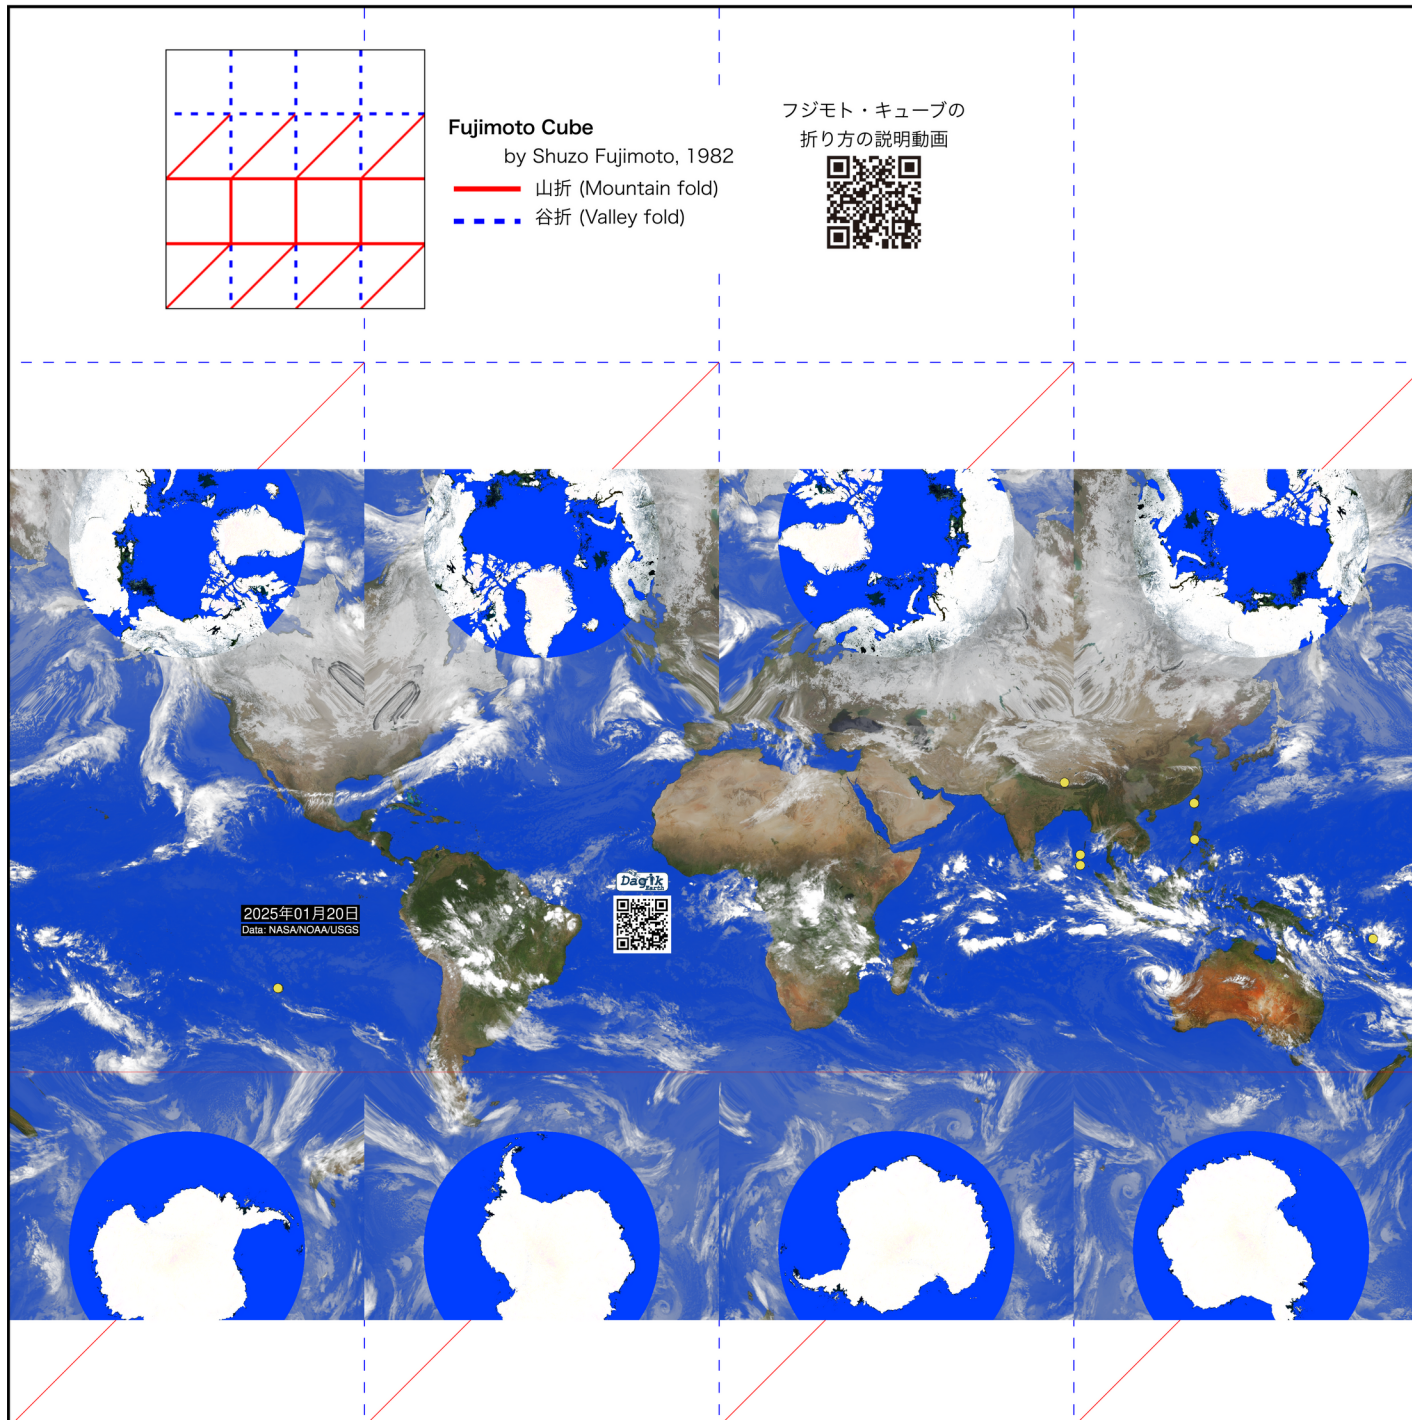 Fujimoto Cube
by Shuzo Fujimoto, 1982
山折 (Mountain fold)
谷折 (Valley fold)
フジモト・キューブの
折り方の説明動画
Dagik
Earth
2025年01月20日
Data: NASA/NOAA/USGS